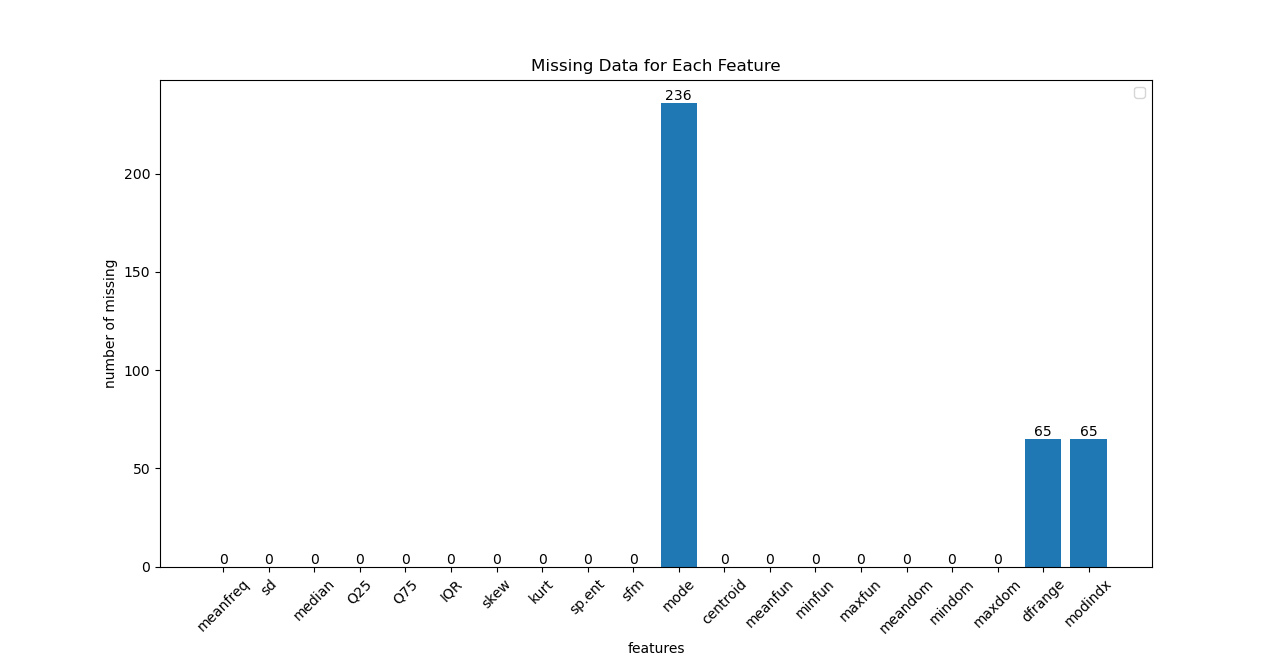 Missing Data for Each Feature
236
200
150
100
50
0
number of missing
65 65
0 0 0 0 0 0 0 0 0 0 0 0 0 0 0 0 0
meanfreq sd median Q25 Q75 IQR skew kurt sp.ent sfm mode centroid meanfun minfun maxfun meandom mindom maxdom dfrange modindx
features